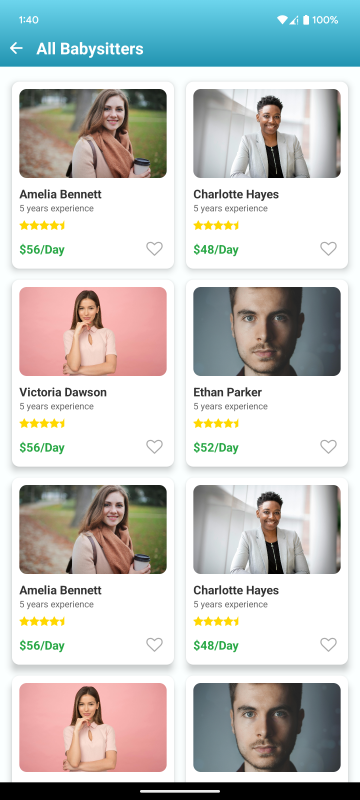 1:40
100%
All Babysitters
Amelia Bennett
5 years experience
$56/Day
Charlotte Hayes
5 years experience
$48/Day
Victoria Dawson
5 years experience
$56/Day
Ethan Parker
5 years experience
$52/Day
Amelia Bennett
5 years experience
$56/Day
Charlotte Hayes
5 years experience
$48/Day